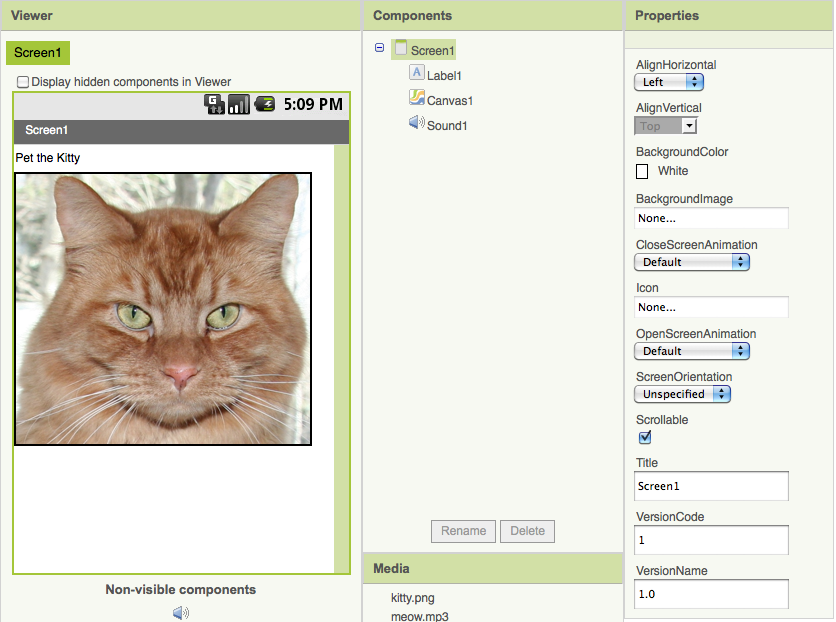 Viewer
Screen1
Display hidden components in Viewer
G
5:09 PM
Screen1
Pet the Kitty
Non-visible components
Components
Screen1
A Label1
Canvas1
Sound1
Rename Delete
Media
kitty.png
meow.mp3
Properties
AlignHorizontal
Left
AlignVertical
Top
BackgroundColor
White
BackgroundImage
None...
CloseScreenAnimation
Default
Icon
None...
OpenScreenAnimation
Default
ScreenOrientation
Unspecified
Scrollable
Title
Screen1
VersionCode
1
VersionName
1.0